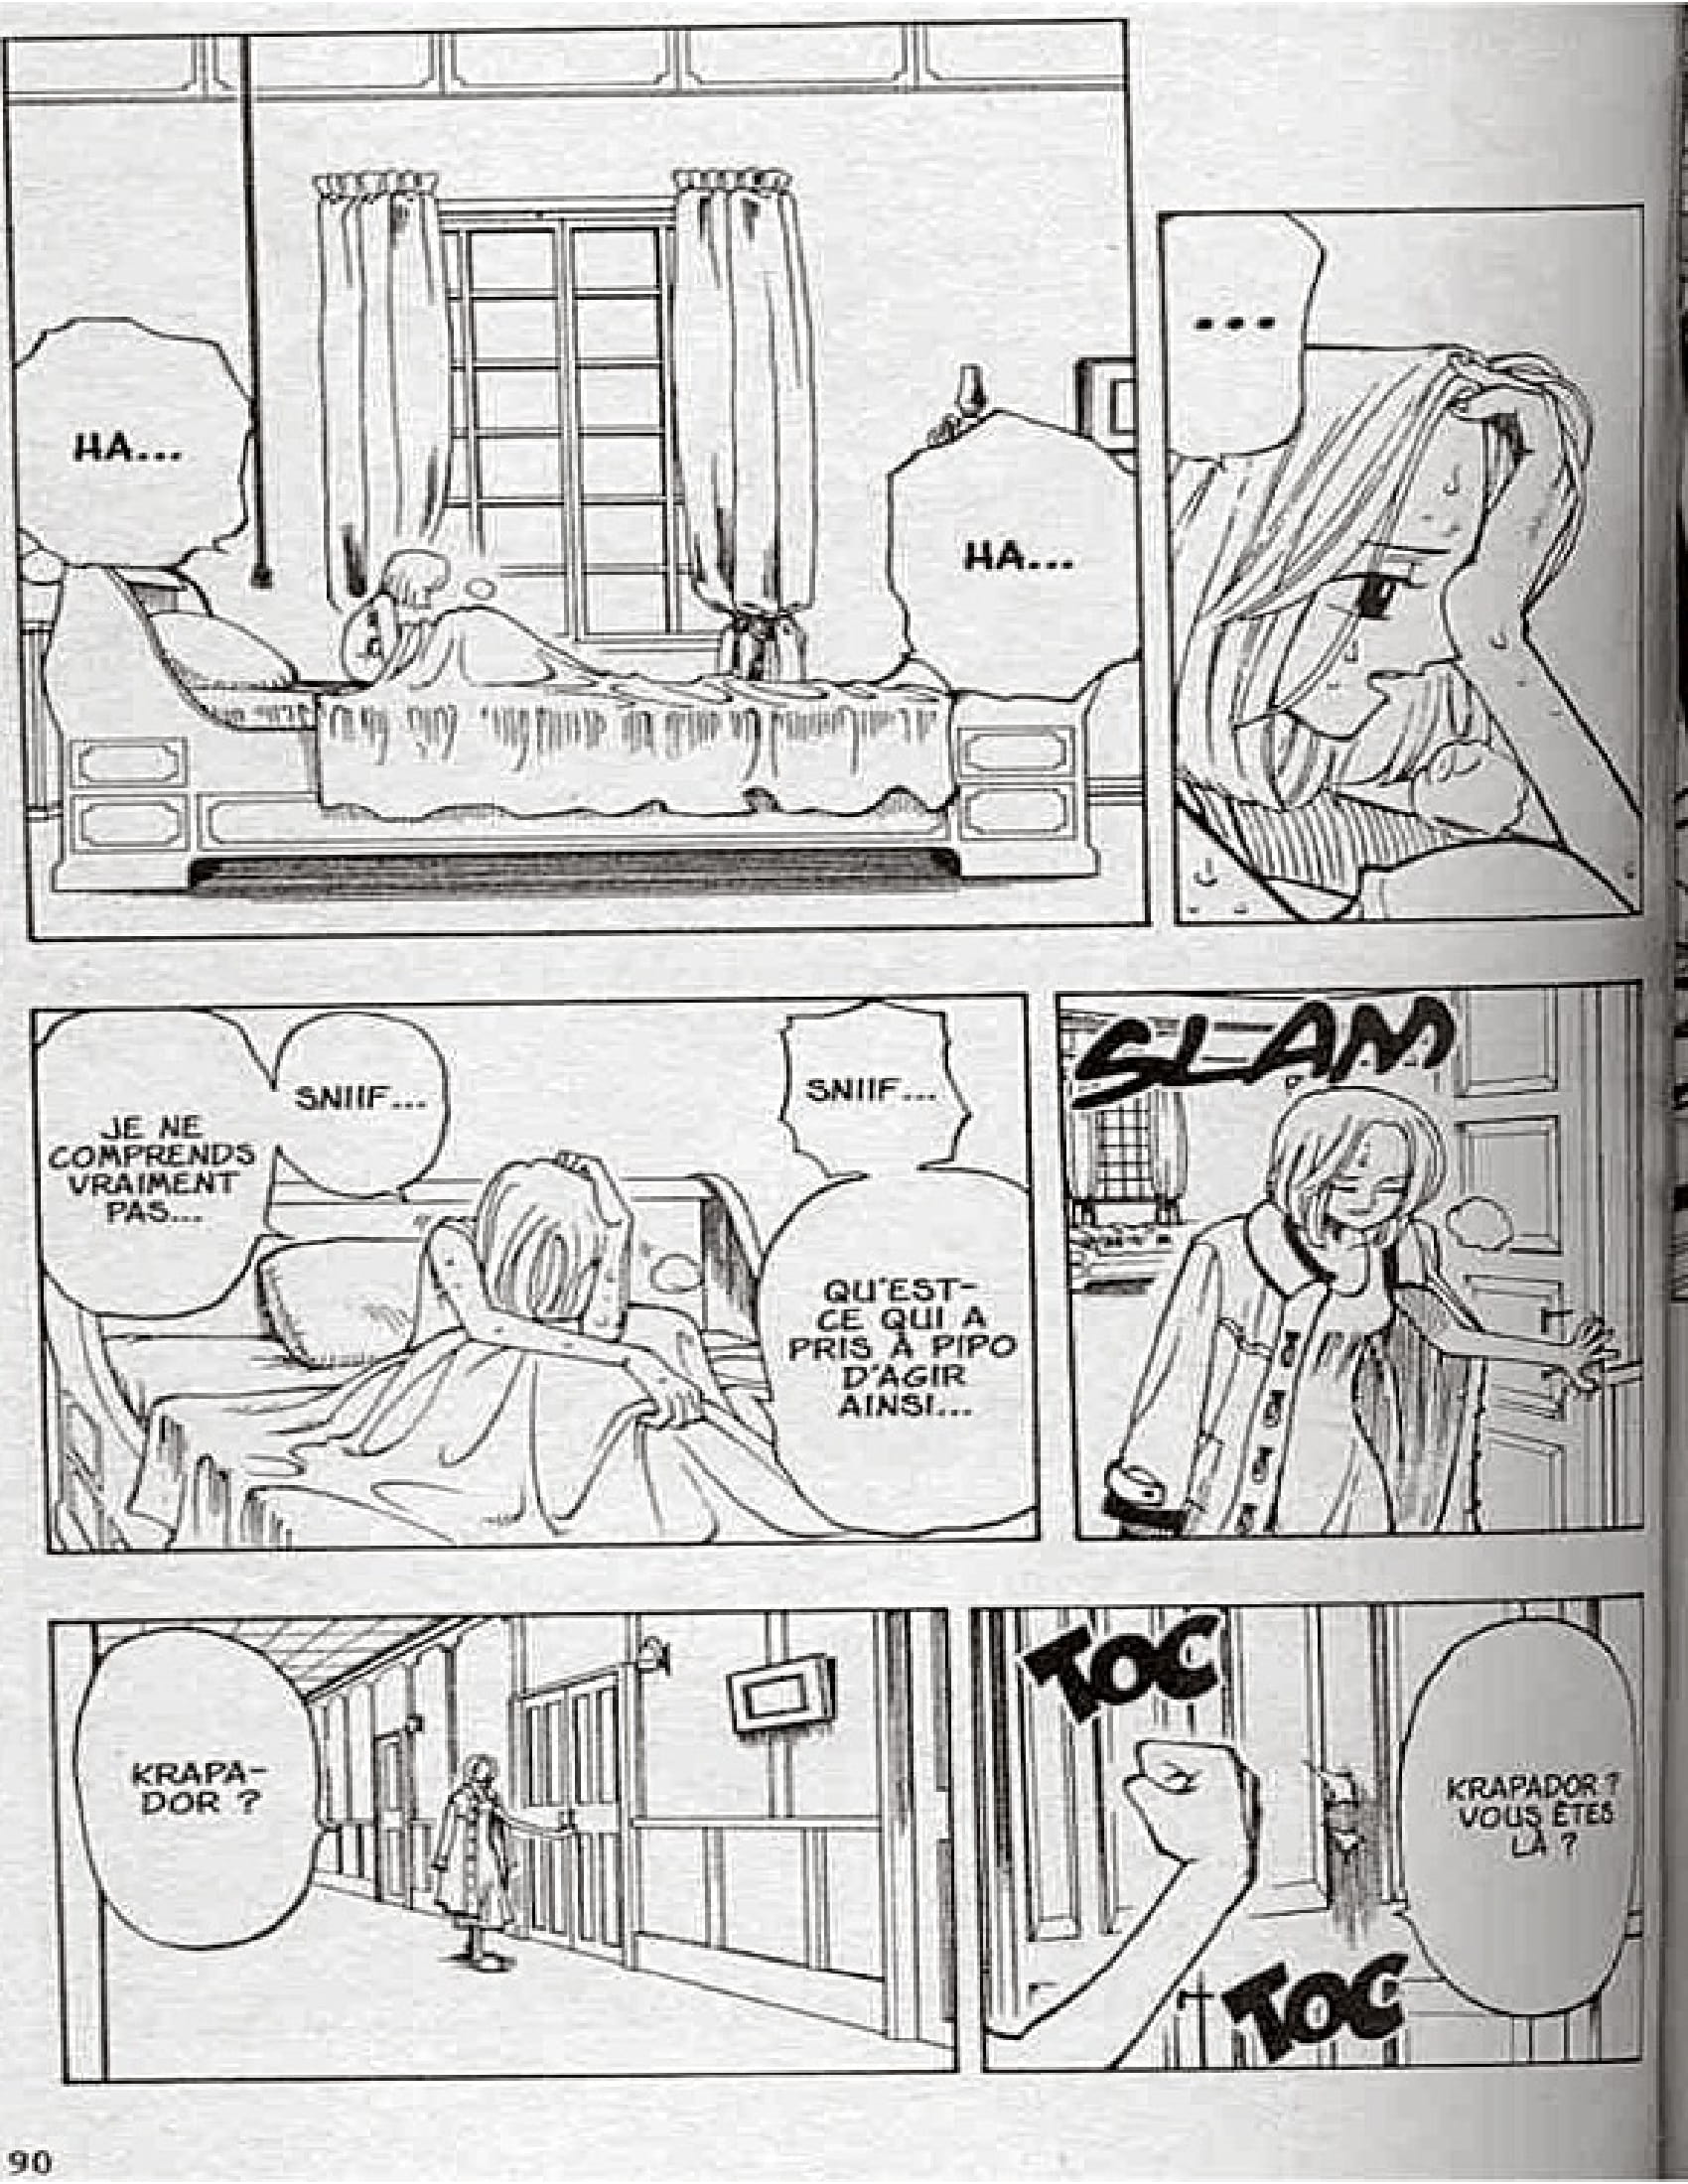 ...
HA...
HA...
SLAM
SNIIF...
QU'EST-
CE QUI A
PRIS À PIPO
D'AGIR
AINSI...
SNIIF...
JE NE
COMPRENDS
VRAIMENT
PAS...
KRAPADOR ?
VOUS ÊTES
LÀ ?
TOC
TOC
KRAPA-
DOR ?
90